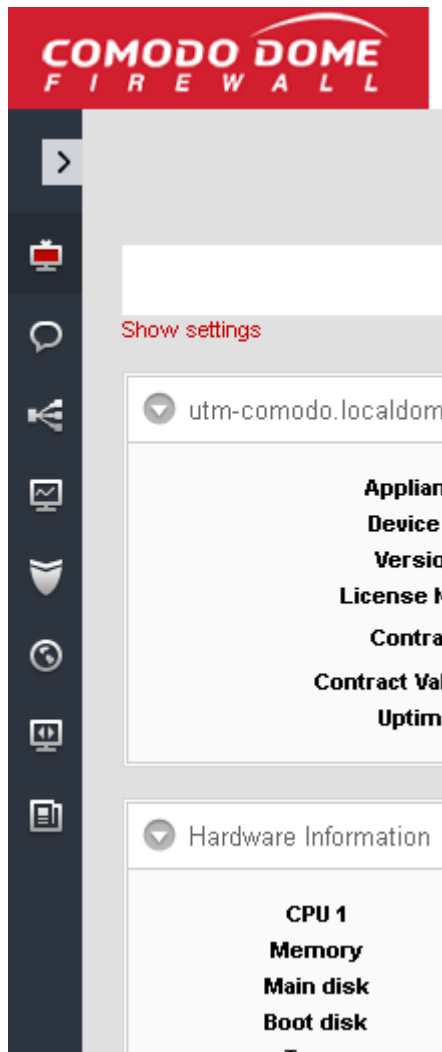 COMODO DOME
FIREWALL
Show settings
utm-comodo.localdom
Applian
Device
Versio
License N
Contra
Contract Val
Uptim
Hardware Information
CPU 1
Memory
Main disk
Boot disk